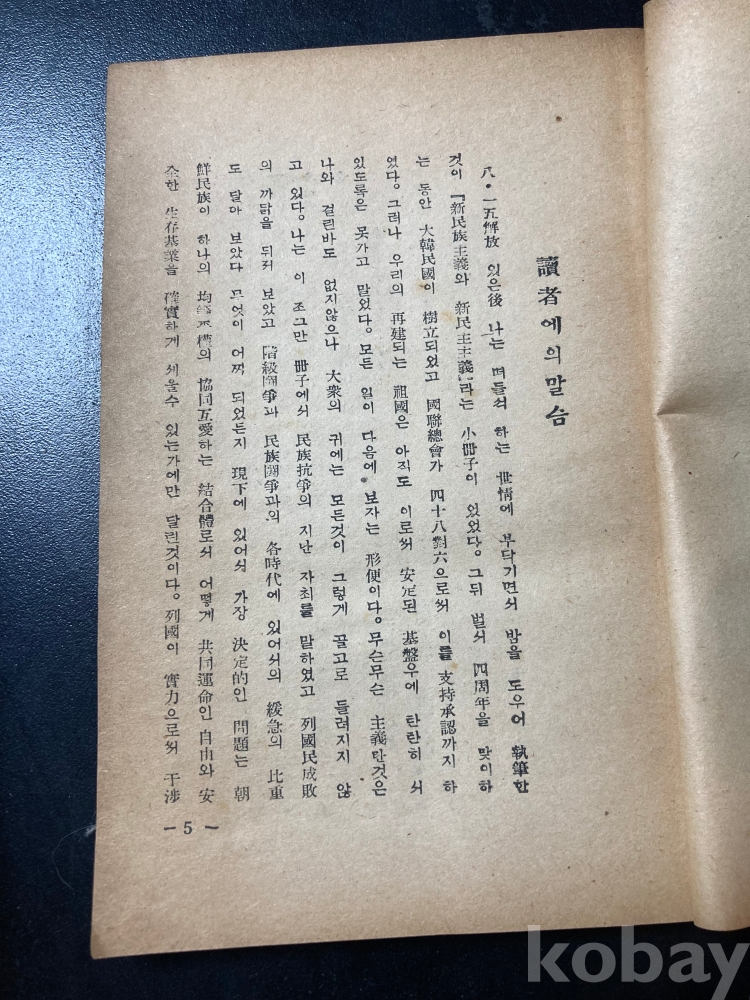 讀者에의말슴
八·一五解放 있은後 나는 떠들석 하는 世情에 부닥기면서 밤을 도우어 執筆한
것이 『新民族主義와 新民主主義』라는 小冊子이 있었다。그뒤 벌서 四周年을 맞이하
는 동안 大韓民國이 樹立되었고 國聯總會가 四十八對六으로써 이를 支持承認까지 하
였다。그러나 우리의 再建되는 祖國은 아직도 이로써 安定된 基盤우에 탄탄히 서
있도록은 못가고 말었다。모든 일이 다음에 보자는 形便이다。무슨무슨 主義란것은
나와 걸린바도 없지않으나 大衆의 귀에는 모든것이 그렇게 끌고로 들려지지 않
고 있다。나는 이 조그만 冊子에서 民族抗爭의 지난 자최를 말하였고 列國民成敗
의 까닭을 뒤저 보았고 階級鬪爭과 民族鬪爭과의 各時代에 있어서의 緩急의 比重
도 달아 보았다 무엇이 어찌 되었든지 現下에 있어서 가장 決定的인 問題는 朝
鮮民族이 하나의 均等 權의 協同互愛하는 結合體로서 어떻게 共同運命인 自由와 安
全한 生存基業을 確實하게 세울수 있는가에만 달린것이다。列國이 實力으로써 干涉
— 5 —
kobay